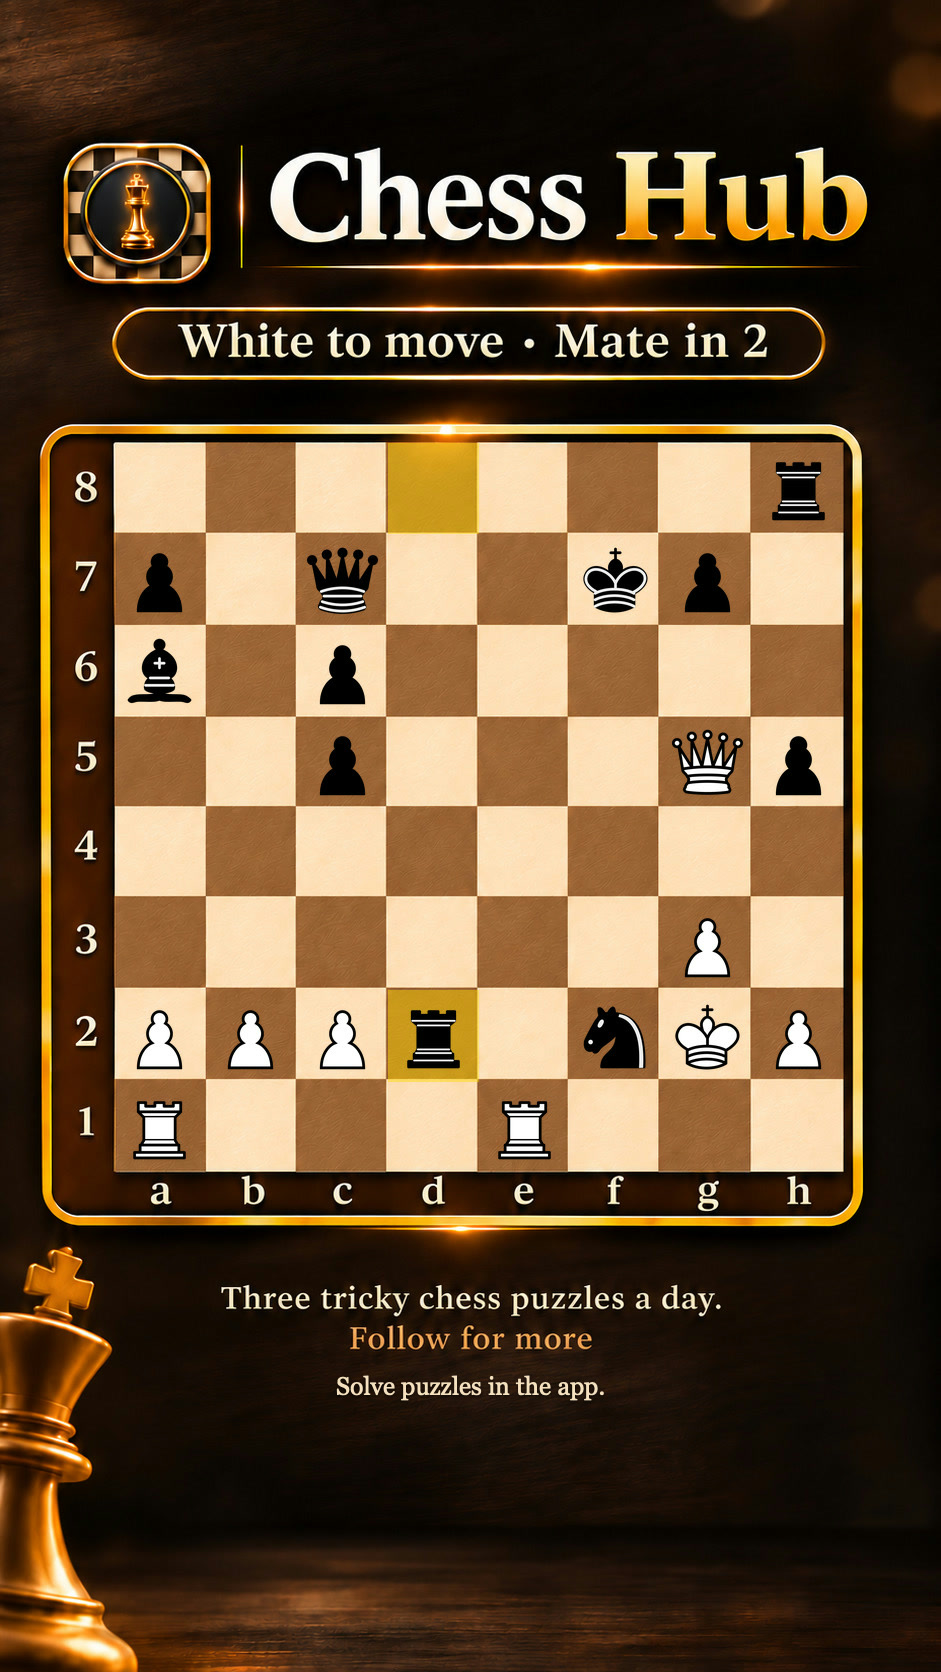 Chess Hub
White to move • Mate in 2
8
7
6
5
4
3
2
1
a b c d e f g h
Three tricky chess puzzles a day.
Follow for more
Solve puzzles in the app.